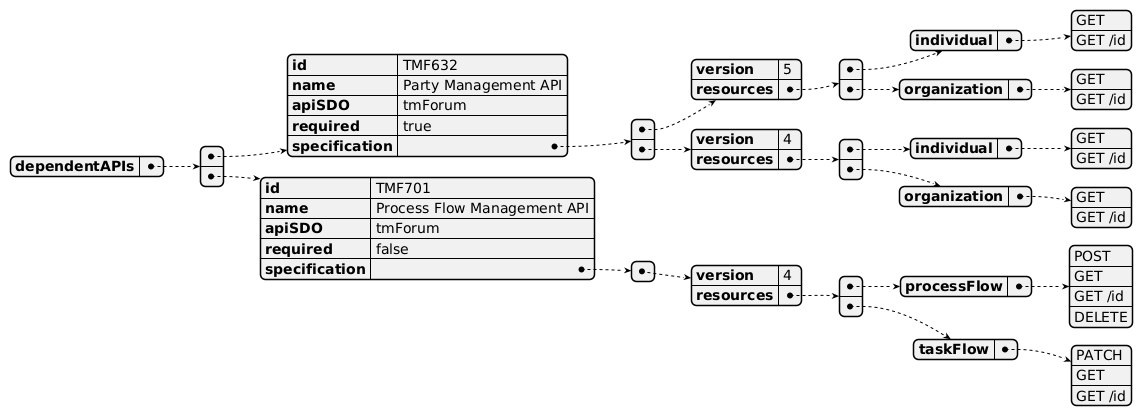 dependentAPIs
id TMF632
name Party Management API
apiSDO tmForum
required true
specification
version 5
resources
individual
GET
GET /id
organization
GET
GET /id
version 4
resources
individual
GET
GET /id
organization
GET
GET /id
id TMF701
name Process Flow Management API
apiSDO tmForum
required false
specification
version 4
resources
processFlow
POST
GET
GET /id
DELETE
taskFlow
PATCH
GET
GET /id